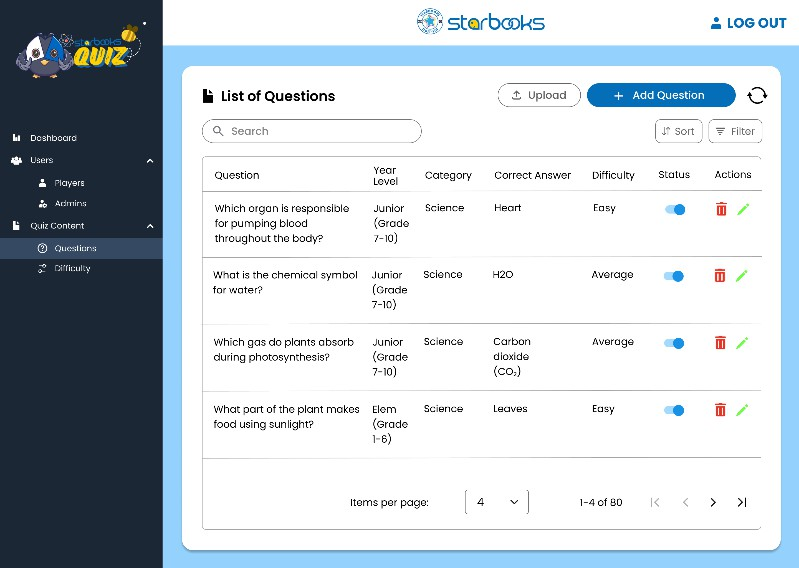 starbooks
QUIZ
starbooks
LOG OUT
Dashboard
Users
Players
Admins
Quiz Content
Questions
Difficulty
List of Questions
Upload
+ Add Question
Search
Sort
Filter
Question
Year
Level
Category
Correct Answer
Difficulty
Status
Actions
Which organ is responsible
for pumping blood
throughout the body?
Junior
(Grade
7-10)
Science
Heart
Easy
What is the chemical symbol
for water?
Junior
(Grade
7-10)
Science
H2O
Average
Which gas do plants absorb
during photosynthesis?
Junior
(Grade
7-10)
Science
Carbon
dioxide
(CO₂)
Average
What part of the plant makes
food using sunlight?
Elem
(Grade
1-6)
Science
Leaves
Easy
Items per page:
4
1-4 of 80